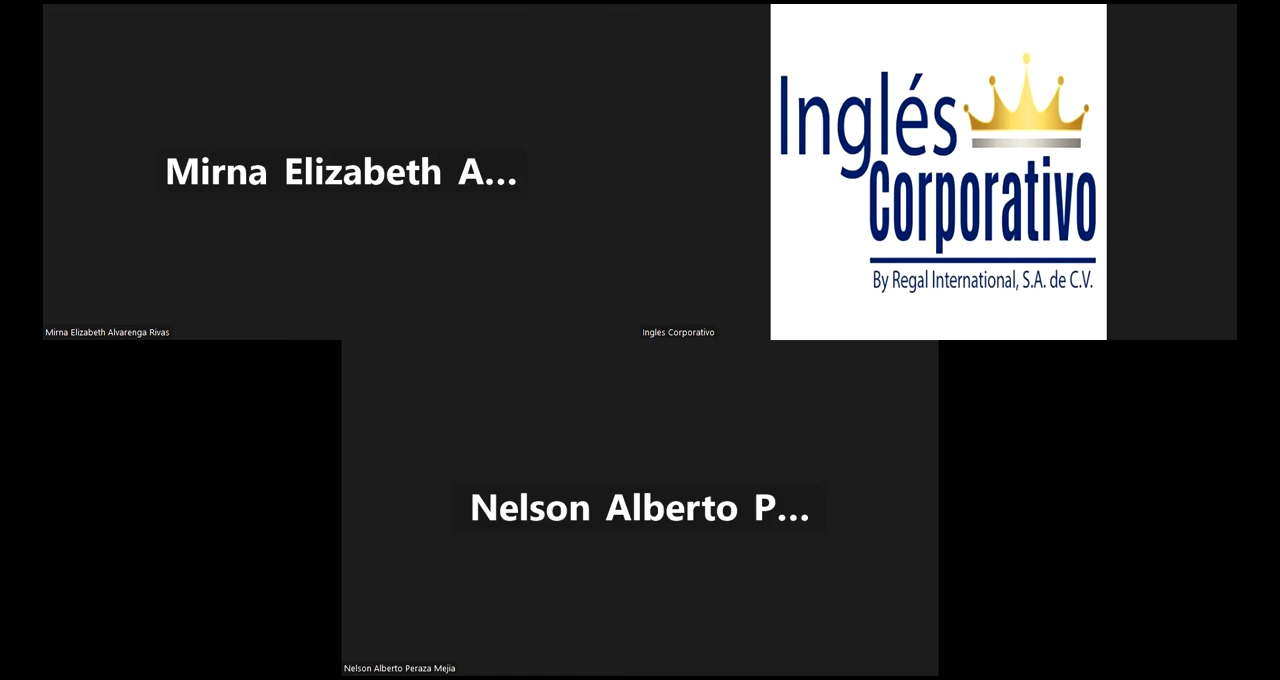 Mirna Elizabeth A...
Mirna Elizabeth Alvarenga Rivas
Inglés
Corporativo
By Regal International, S.A. de C.V.
Ingles Corporativo
Nelson Alberto P...
Nelson Alberto Peraza Mejia